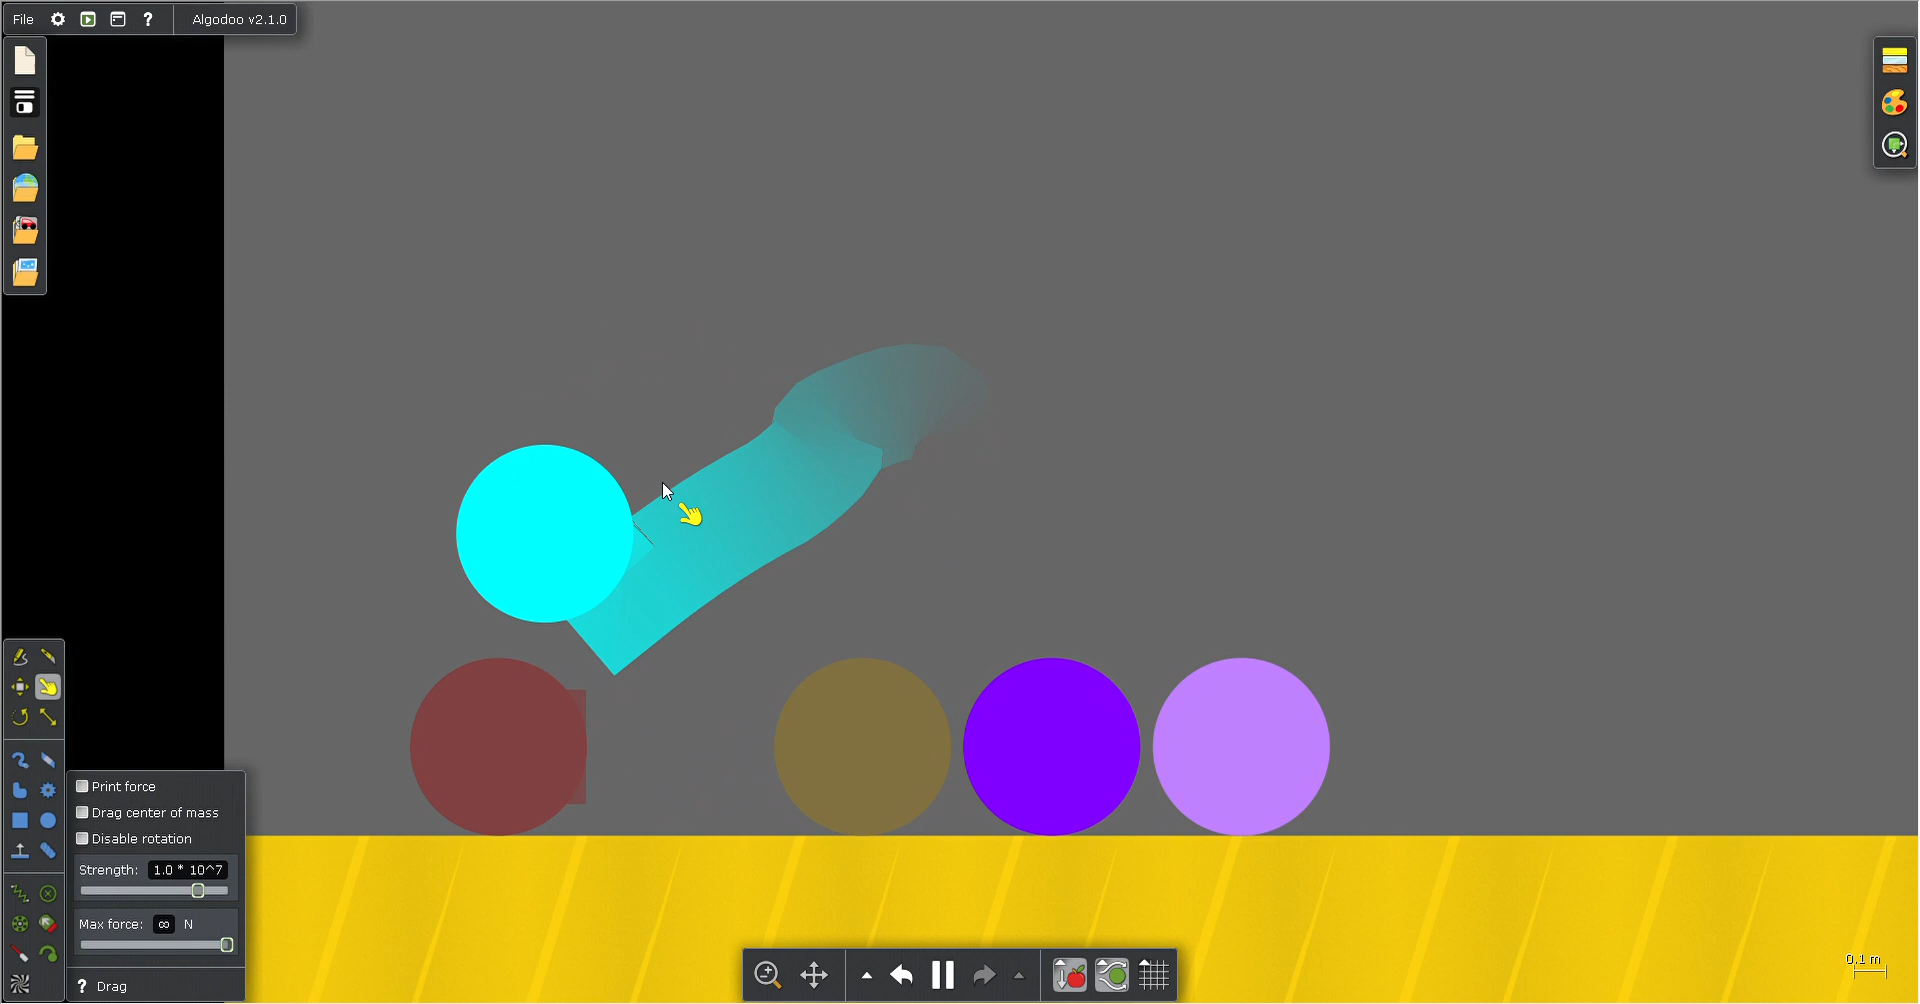 File ? Algodoo v2.1.0
Print force
Drag center of mass
Disable rotation
Strength: 1.0 * 10^7
Max force: ∞ N
? Drag
0.1 m